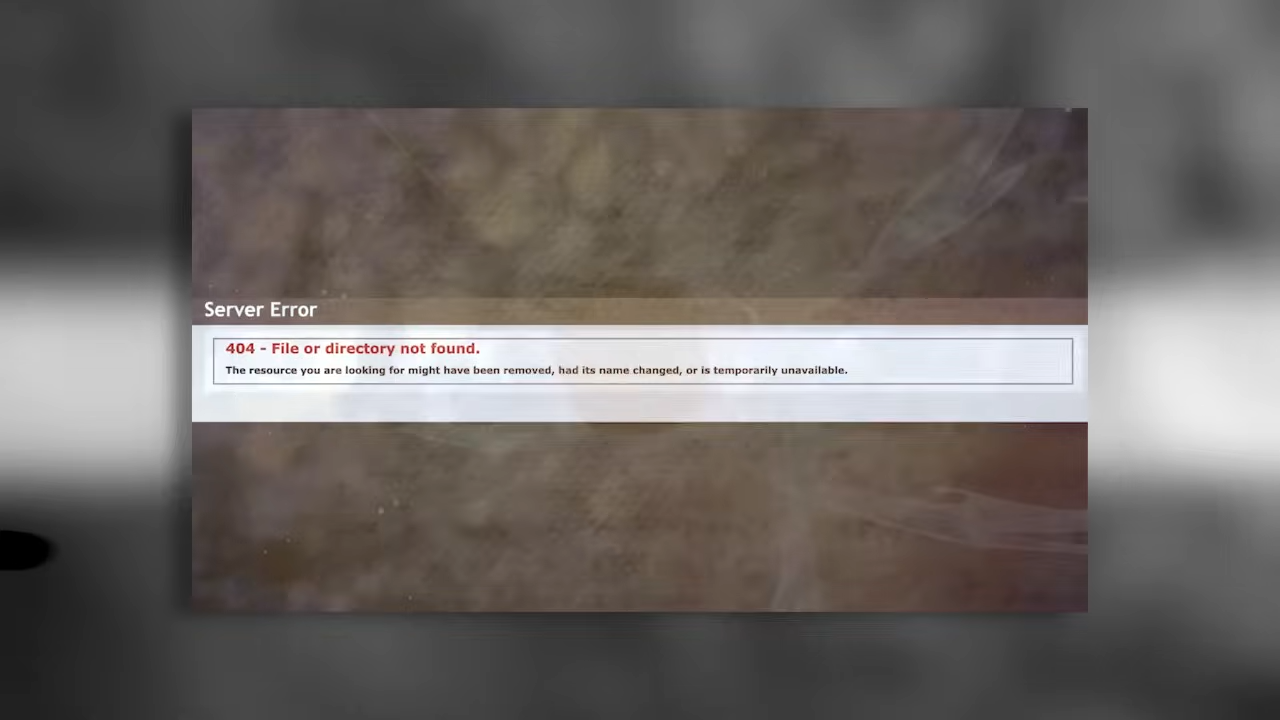 Server Error
404 - File or directory not found.
The resource you are looking for might have been removed, had its name changed, or is temporarily unavailable.